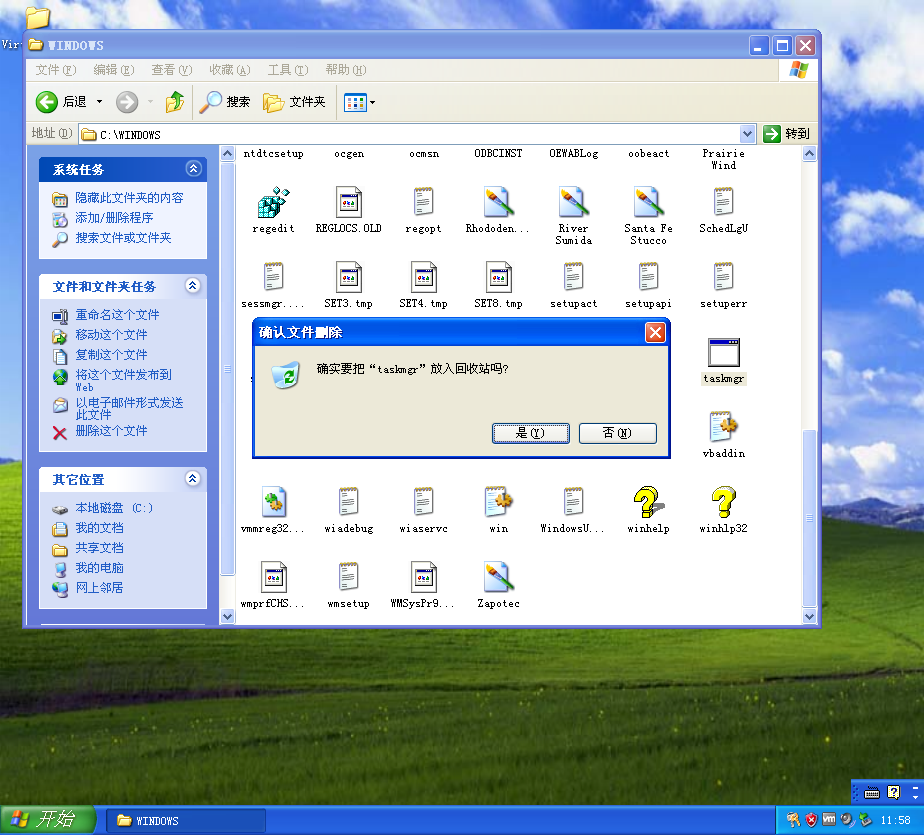 Vir
WINDOWS
文件(F) 编辑(E) 查看(V) 收藏(A) 工具(T) 帮助(H)
后退 搜索 文件夹
地址(D) C:\WINDOWS 转到
系统任务
隐藏此文件夹的内容
添加/删除程序
搜索文件或文件夹
文件和文件夹任务
重命名这个文件
移动这个文件
复制这个文件
将这个文件发布到
Web
以电子邮件形式发送
此文件
删除这个文件
其它位置
本地磁盘 (C:)
我的文档
共享文档
我的电脑
网上邻居
ntdtcsetup ocgen ocmsn ODBCINST OEWABLog oobeact Prairie
Wind
regedit REGLOCS.OLD regopt Rhododen... River Santa Fe SchedLgU
Sumida Stucco
sessmgr.... SET3.tmp SET4.tmp SET8.tmp setupact setupapi setuperr
确认文件删除
确实要把“taskmgr”放入回收站吗?
是(Y) 否(N)
taskmgr
vbaddin
vmmreg32... wiadebug wiaservc win WindowsU... winhelp winhlp32
wmprfCHS... wmsetup WMSysPr9... Zapotec
开始 WINDOWS 11:58